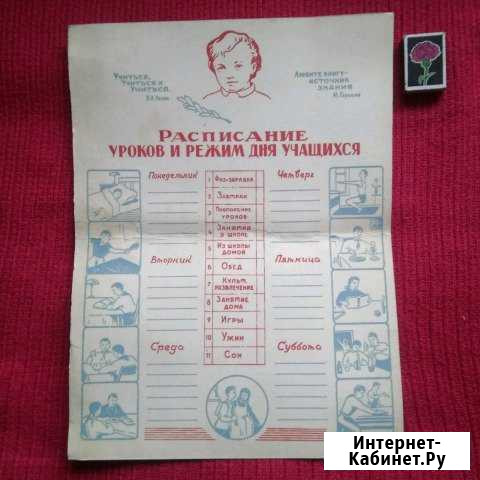 Учиться,
учиться и
учиться.
В.И. Ленин
Любите книгу-
источник
знания
М. Горький
Расписание
уроков и режим дня учащихся
Понедельник
Вторник
Среда
1 Физ-зарядка
2 Завтрак
3 Повторение уроков
4 Занятия в школе
5 Из школы домой
6 Обед
7 Культ. развлечение
8 Занятие дома
9 Игры
10 Ужин
11 Сон
Четверг
Пятница
Суббота
Интернет-
Кабинет.Ру